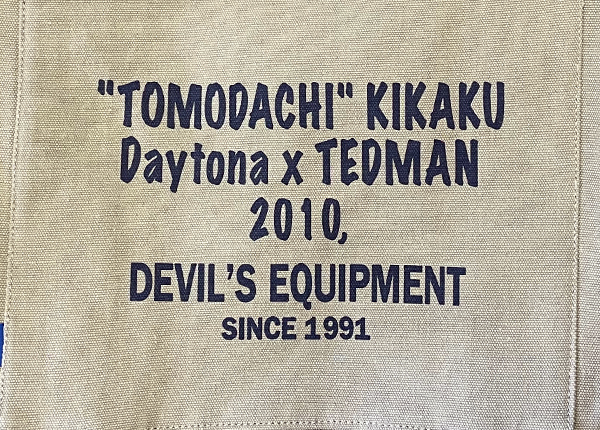 "TOMODACHI" KIKAKU
Daytona x TEDMAN
2010,
DEVIL'S EQUIPMENT
SINCE 1991